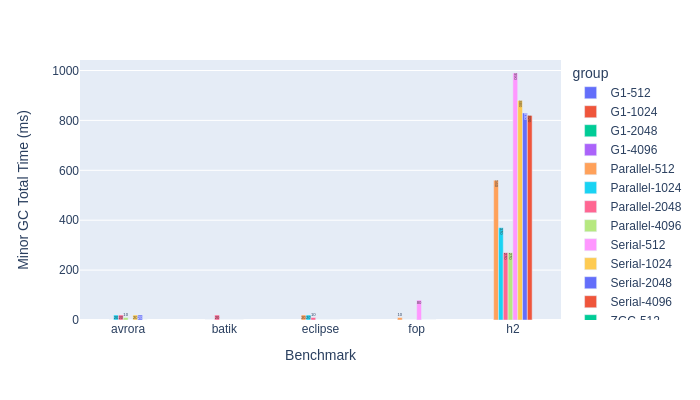 group
G1-512
G1-1024
G1-2048
G1-4096
Parallel-512
Parallel-1024
Parallel-2048
Parallel-4096
Serial-512
Serial-1024
Serial-2048
Serial-4096
ZGC-512
Minor GC Total Time (ms)
1000
800
600
400
200
0
avrora
batik
eclipse
fop
h2
Benchmark